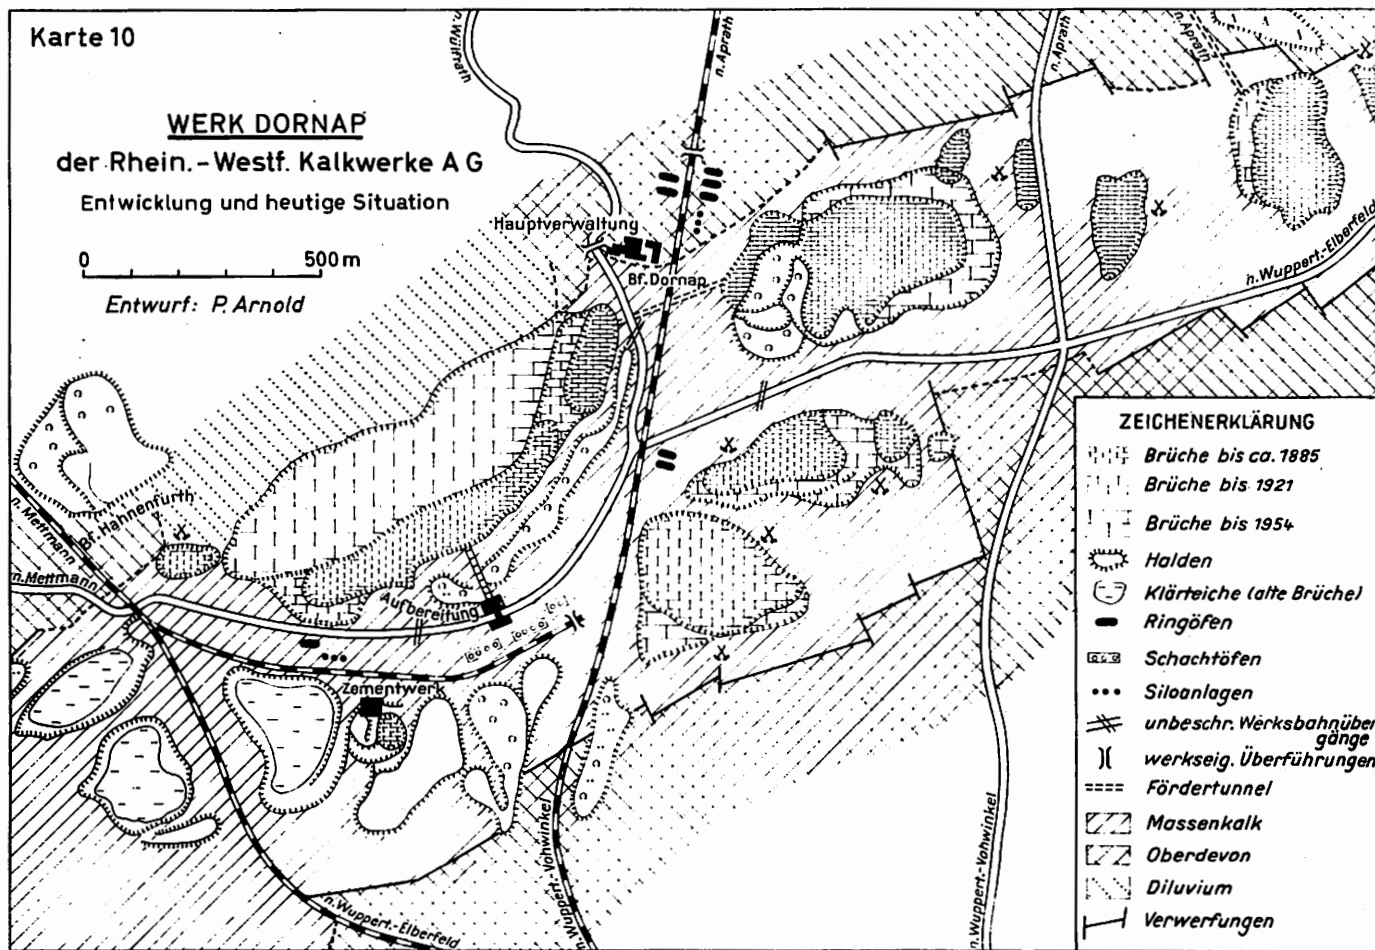 Karte 10
WERK DORNAP
der Rhein.-Westf. Kalkwerke A G
Entwicklung und heutige Situation
0 500 m
Entwurf: P. Arnold
n. Wülfrath
n. Aprath
n. Aprath
n. Aprath
Hauptverwaltung
Bf. Dornap
n. Wuppert.-Elberfeld
Bf. Hahnenfurth
n. Mettmann
n. Mettmann
Aufbereitung
Zementwerk
n. Wuppert.-Elberfeld
n. Wuppert.-Vohwinkel
n. Wuppert.-Vohwinkel
ZEICHENERKLÄRUNG
Brüche bis ca. 1885
Brüche bis 1921
Brüche bis 1954
Halden
Klärteiche (alte Brüche)
Ringöfen
Schachtöfen
Siloanlagen
unbeschr. Werksbahnüber
gänge
werkseig. Überführungen
Fördertunnel
Massenkalk
Oberdevon
Diluvium
Verwerfungen